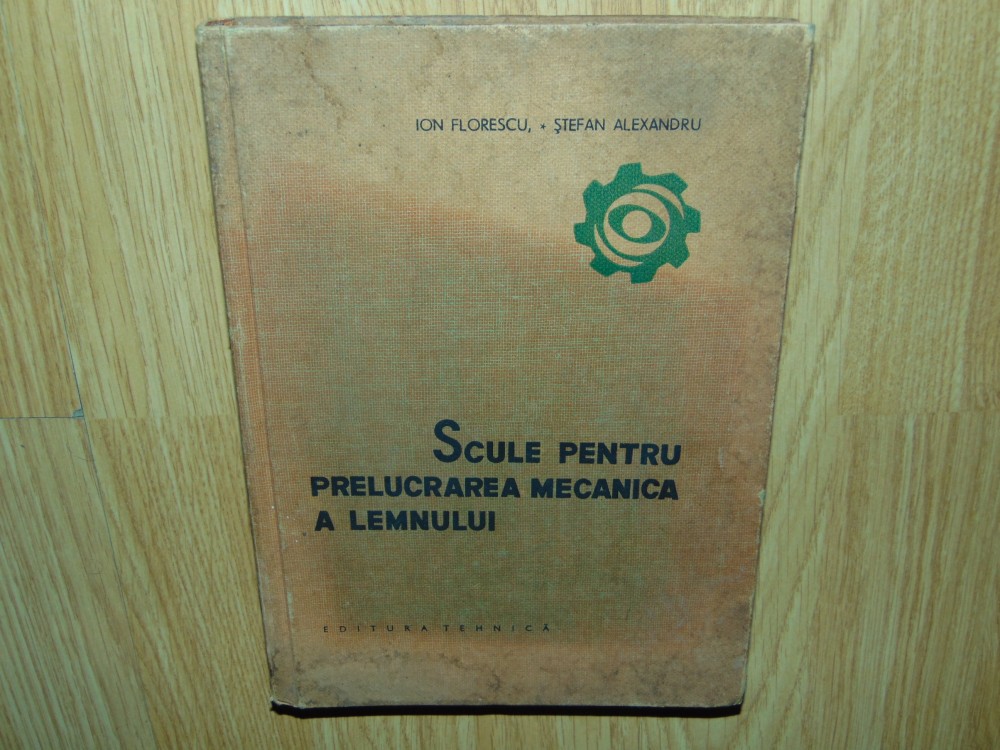 ION FLORESCU, * ŞTEFAN ALEXANDRU
SCULE PENTRU
PRELUCRAREA MECANICA
A LEMNULUI
EDITURA TEHNICĂ